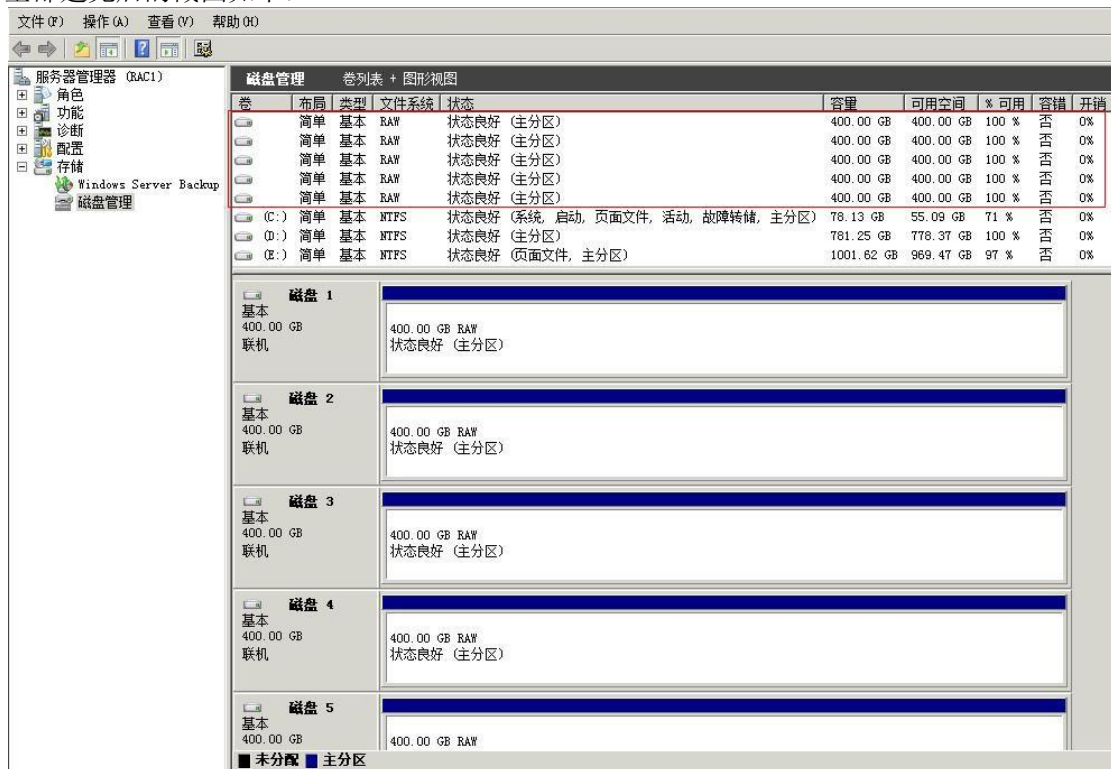 文件(F) 操作(A) 查看(V) 帮助(H)
服务器管理器 (RAC1)
角色
功能
诊断
配置
存储
Windows Server Backup
磁盘管理
磁盘管理 卷列表 + 图形视图
卷 布局 类型 文件系统 状态 容量 可用空间 % 可用 容错 开销
简单 基本 RAW 状态良好 (主分区) 400.00 GB 400.00 GB 100 % 否 0%
简单 基本 RAW 状态良好 (主分区) 400.00 GB 400.00 GB 100 % 否 0%
简单 基本 RAW 状态良好 (主分区) 400.00 GB 400.00 GB 100 % 否 0%
简单 基本 RAW 状态良好 (主分区) 400.00 GB 400.00 GB 100 % 否 0%
简单 基本 RAW 状态良好 (主分区) 400.00 GB 400.00 GB 100 % 否 0%
(C:) 简单 基本 NTFS 状态良好 (系统, 启动, 页面文件, 活动, 故障转储, 主分区) 78.13 GB 55.09 GB 71 % 否 0%
(D:) 简单 基本 NTFS 状态良好 (主分区) 781.25 GB 778.37 GB 100 % 否 0%
(E:) 简单 基本 NTFS 状态良好 (页面文件, 主分区) 1001.62 GB 969.47 GB 97 % 否 0%
磁盘 1
基本
400.00 GB
联机
400.00 GB RAW
状态良好 (主分区)
磁盘 2
基本
400.00 GB
联机
400.00 GB RAW
状态良好 (主分区)
磁盘 3
基本
400.00 GB
联机
400.00 GB RAW
状态良好 (主分区)
磁盘 4
基本
400.00 GB
联机
400.00 GB RAW
状态良好 (主分区)
磁盘 5
基本
400.00 GB
400.00 GB RAW
未分配 主分区